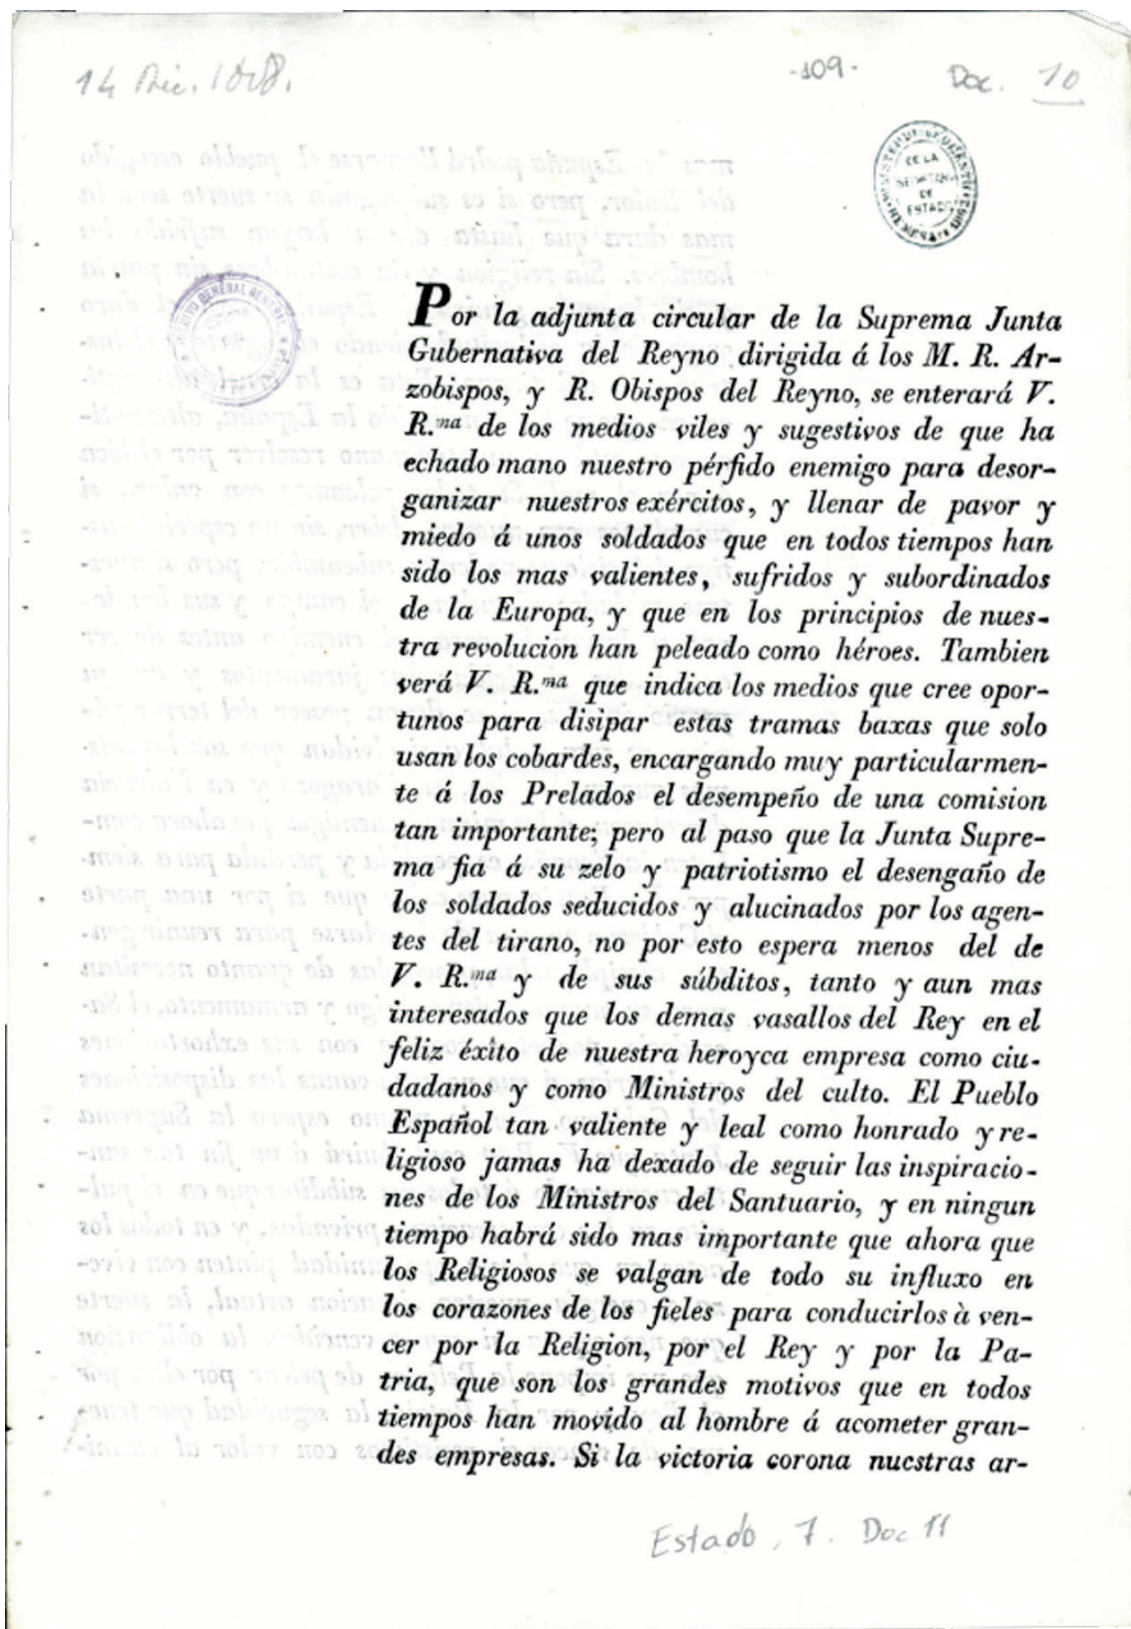 14 Dic. 1808.
-109-
Doc. 10
DE LA
DE
ESTADO
Por la adjunta circular de la Suprema Junta
Gubernativa del Reyno dirigida á los M. R. Ar-
zobispos, y R. Obispos del Reyno, se enterará V.
R.ma de los medios viles y sugestivos de que ha
echado mano nuestro pérfido enemigo para desor-
ganizar nuestros exércitos, y llenar de pavor y
miedo á unos soldados que en todos tiempos han
sido los mas valientes, sufridos y subordinados
de la Europa, y que en los principios de nues-
tra revolucion han peleado como héroes. Tambien
verá V. R.ma que indica los medios que cree opor-
tunos para disipar estas tramas baxas que solo
usan los cobardes, encargando muy particularmen-
te á los Prelados el desempeño de una comision
tan importante; pero al paso que la Junta Supre-
ma fia á su zelo y patriotismo el desengaño de
los soldados seducidos y alucinados por los agen-
tes del tirano, no por esto espera menos del de
V. R.ma y de sus súbditos, tanto y aun mas
interesados que los demas vasallos del Rey en el
feliz éxito de nuestra heroyca empresa como ciu-
dadanos y como Ministros del culto. El Pueblo
Español tan valiente y leal como honrado y re-
ligioso jamas ha dexado de seguir las inspiracio-
nes de los Ministros del Santuario, y en ningun
tiempo habrá sido mas importante que ahora que
los Religiosos se valgan de todo su influxo en
los corazones de los fieles para conducirlos à ven-
cer por la Religion, por el Rey y por la Pa-
tria, que son los grandes motivos que en todos
tiempos han movido al hombre á acometer gran-
des empresas. Si la victoria corona nuestras ar-
Estado, 7. Doc 11